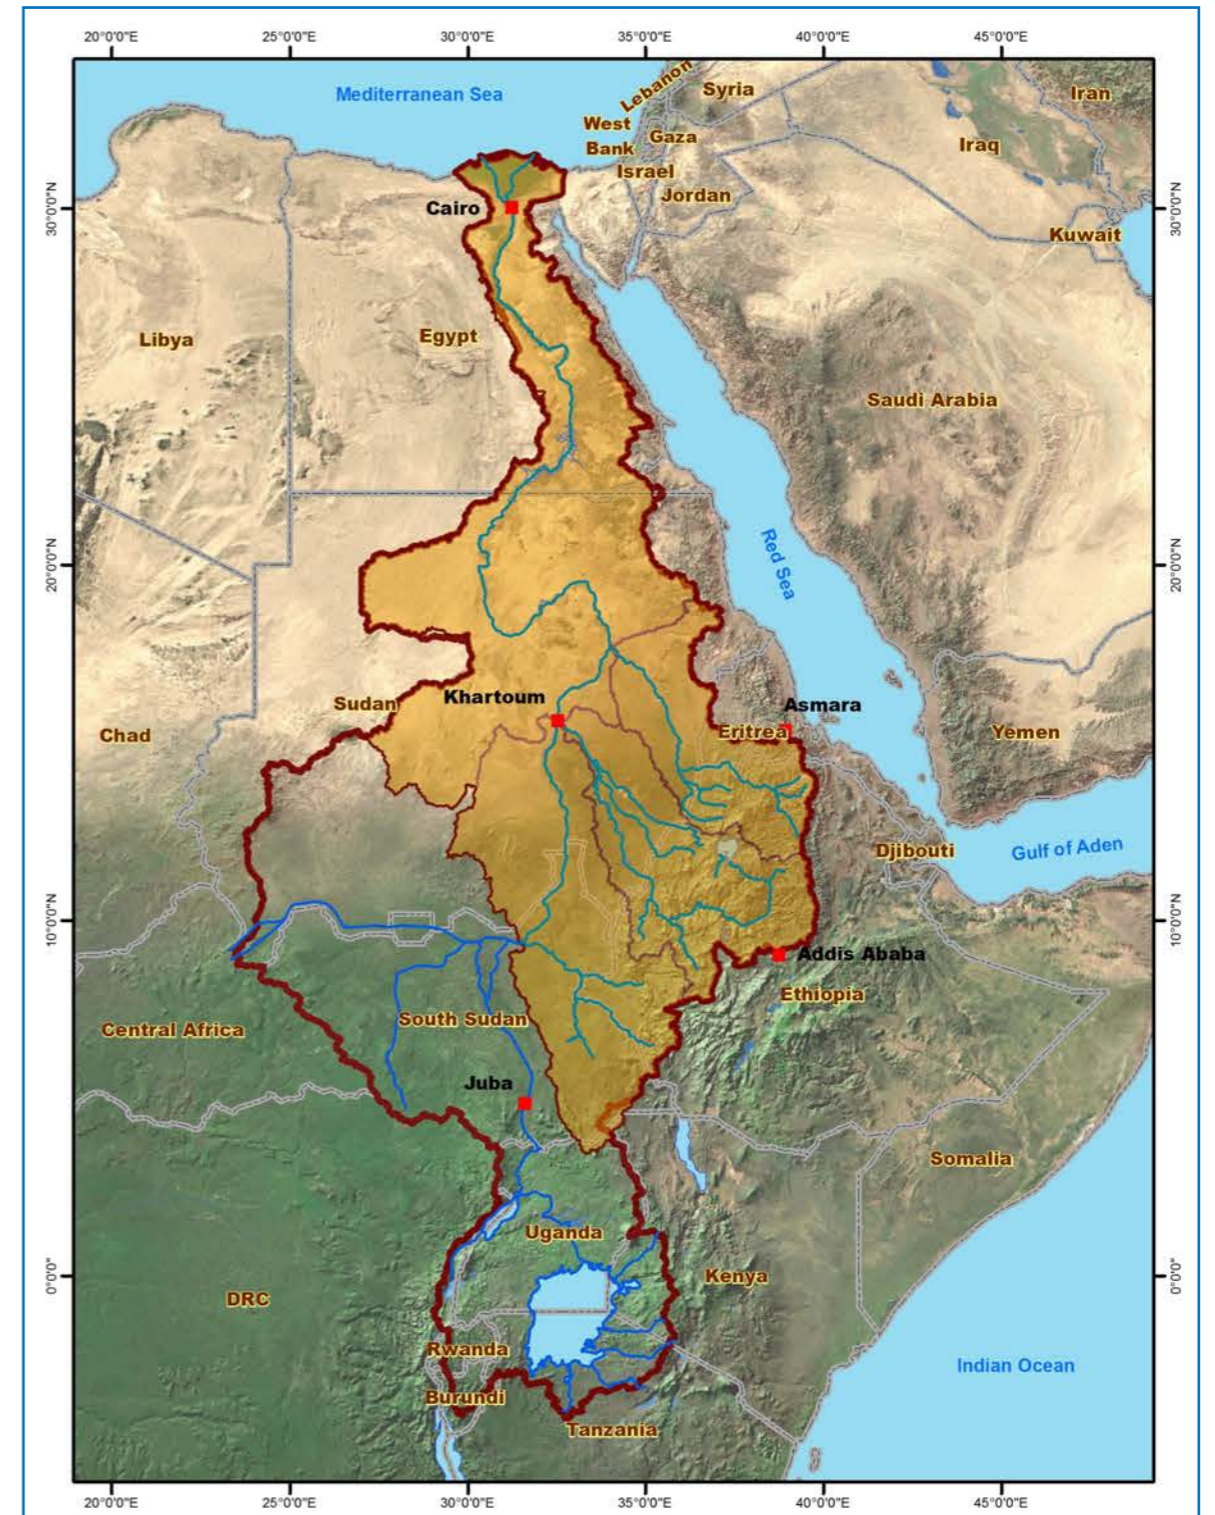 20°0'0"E 25°0'0"E 30°0'0"E 35°0'0"E 40°0'0"E 45°0'0"E
Mediterranean Sea
Lebanon
Syria
Iran
West
Bank
Gaza
Iraq
Israel
Jordan
30°0'0"N
Cairo
30°0'0"N
Kuwait
Libya
Egypt
Saudi Arabia
20°0'0"N
Red Sea
20°0'0"N
Khartoum
Sudan
Asmara
Chad
Eritrea
Yemen
Djibouti
Gulf of Aden
10°0'0"N
10°0'0"N
Addis Ababa
Ethiopia
Central Africa
South Sudan
Juba
Somalia
Uganda
0°0'0"
Kenya
0°0'0"
DRC
Rwanda
Indian Ocean
Burundi
Tanzania
20°0'0"E 25°0'0"E 30°0'0"E 35°0'0"E 40°0'0"E 45°0'0"E